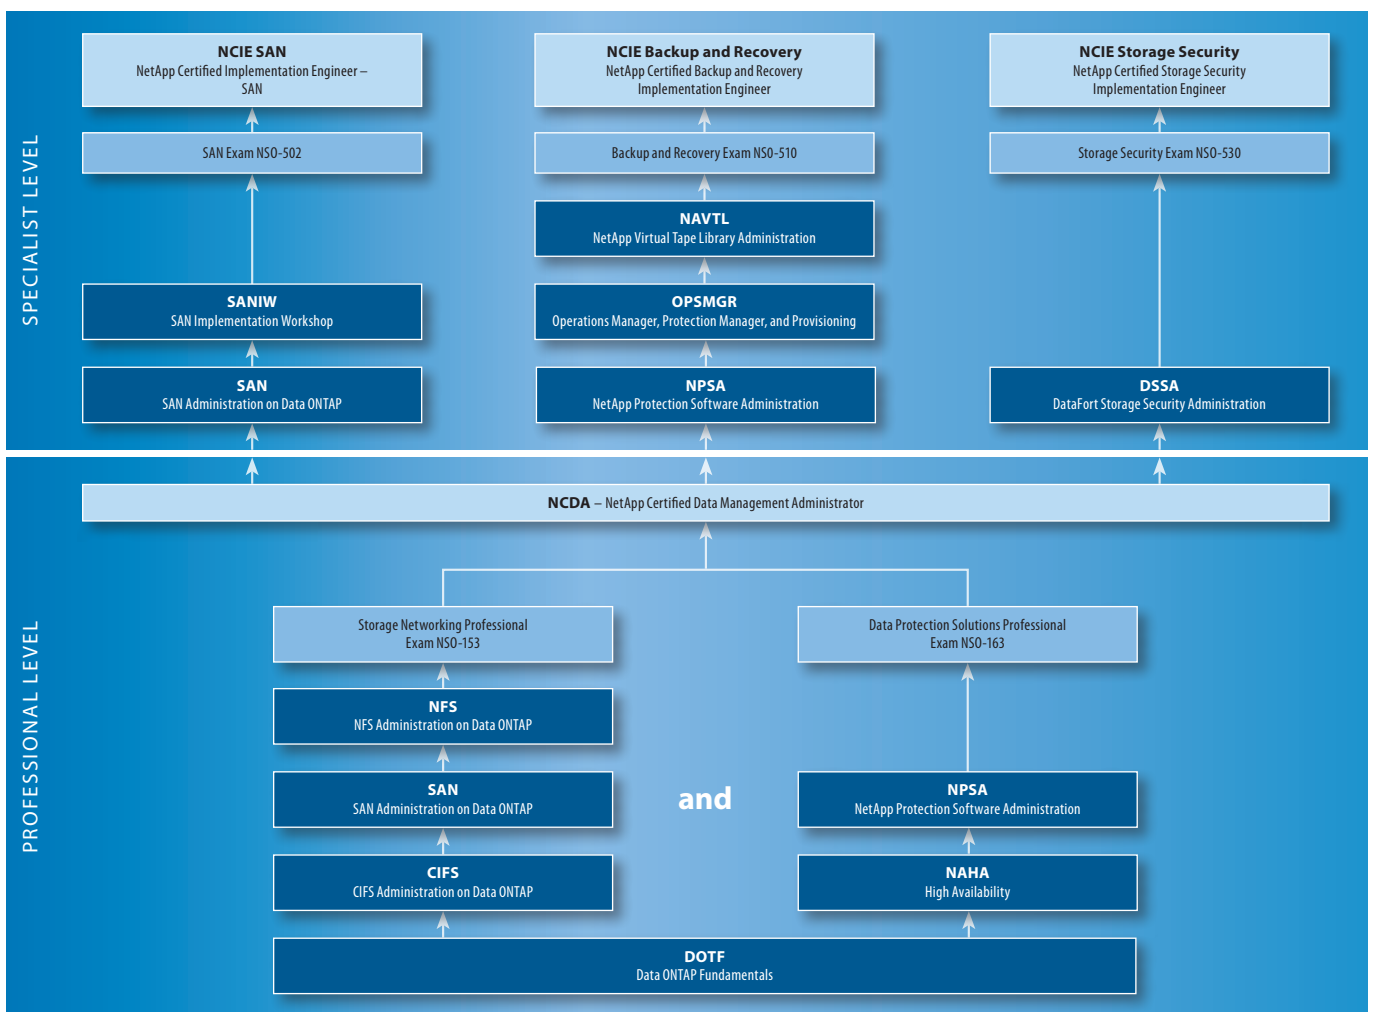 SPECIALIST LEVEL
NCIE SAN
NetApp Certified Implementation Engineer –
SAN
SAN Exam NSO-502
SANIW
SAN Implementation Workshop
SAN
SAN Administration on Data ONTAP
NCIE Backup and Recovery
NetApp Certified Backup and Recovery
Implementation Engineer
Backup and Recovery Exam NS0-510
NAVTL
NetApp Virtual Tape Library Administration
OPSMGR
Operations Manager, Protection Manager, and Provisioning
NPSA
NetApp Protection Software Administration
NCIE Storage Security
NetApp Certified Storage Security
Implementation Engineer
Storage Security Exam NSO-530
DSSA
DataFort Storage Security Administration
PROFESSIONAL LEVEL
NCDA – NetApp Certified Data Management Administrator
Storage Networking Professional
Exam NSO-153
NFS
NFS Administration on Data ONTAP
SAN
SAN Administration on Data ONTAP
CIFS
CIFS Administration on Data ONTAP
and
Data Protection Solutions Professional
Exam NSO-163
NPSA
NetApp Protection Software Administration
NAHA
High Availability
DOTF
Data ONTAP Fundamentals